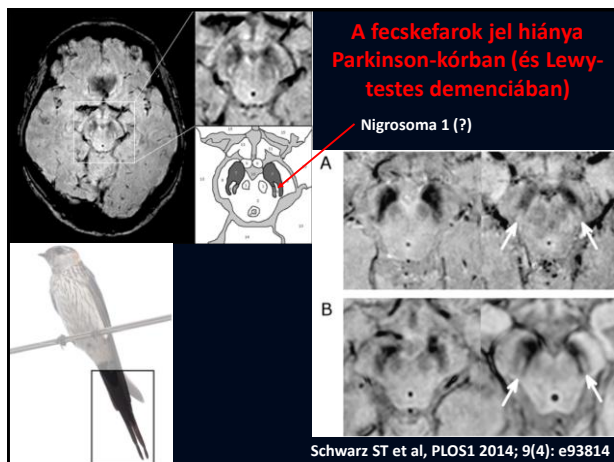 A fecskefarok jel hiánya
Parkinson-kórban (és Lewy-
testes demenciában)
Nigrosoma 1 (?)
A
B
Schwarz ST et al, PLOS1 2014; 9(4): e93814